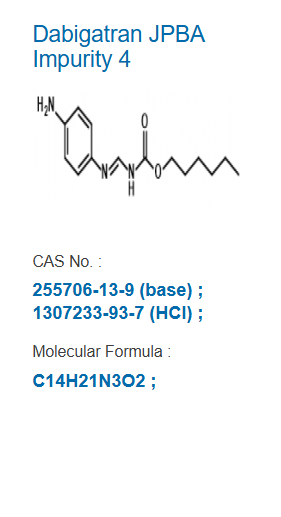 Dabigatran JPBA
Impurity 4
H₂N
O
N
N
H
O
CAS No. :
255706-13-9 (base) ;
1307233-93-7 (HCl) ;
Molecular Formula :
C14H21N3O2 ;